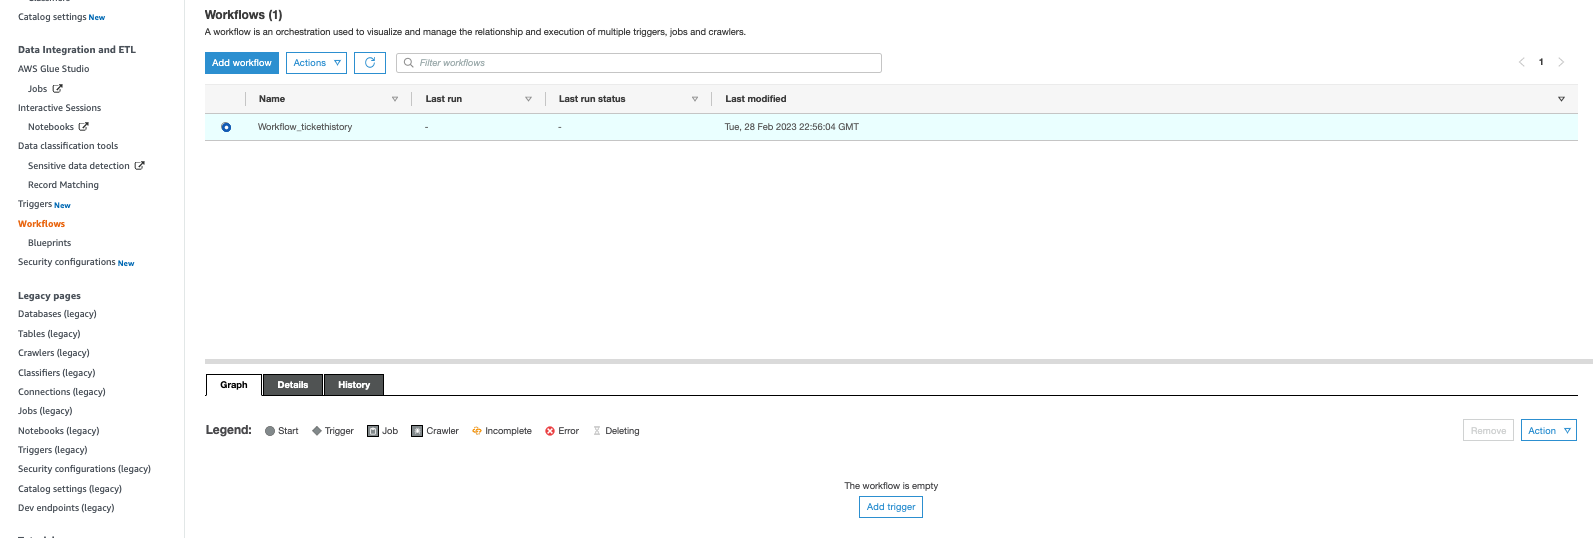 Catalog settings New
Data Integration and ETL
AWS Glue Studio
Jobs
Interactive Sessions
Notebooks
Data classification tools
Sensitive data detection
Record Matching
Triggers New
Workflows
Blueprints
Security configurations New
Legacy pages
Databases (legacy)
Tables (legacy)
Crawlers (legacy)
Classifiers (legacy)
Connections (legacy)
Jobs (legacy)
Notebooks (legacy)
Triggers (legacy)
Security configurations (legacy)
Catalog settings (legacy)
Dev endpoints (legacy)
Workflows (1)
A workflow is an orchestration used to visualize and manage the relationship and execution of multiple triggers, jobs and crawlers.
Add workflow Actions Filter workflows 1
Name Last run Last run status Last modified
Workflow_tickethistory - - Tue, 28 Feb 2023 22:56:04 GMT
Graph Details History
Legend: Start Trigger Job Crawler Incomplete Error Deleting Remove Action
The workflow is empty
Add trigger